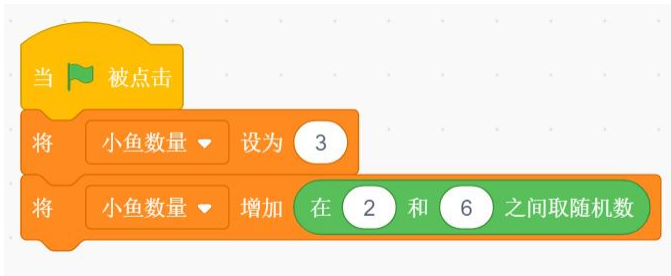 当 被点击
将 小鱼数量 设为 3
将 小鱼数量 增加 在 2 和 6 之间取随机数